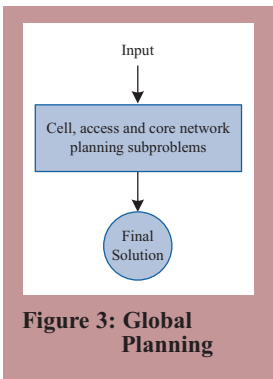 Input
Cell, access and core network
planning subproblems
Final
Solution
Figure 3: Global
Planning